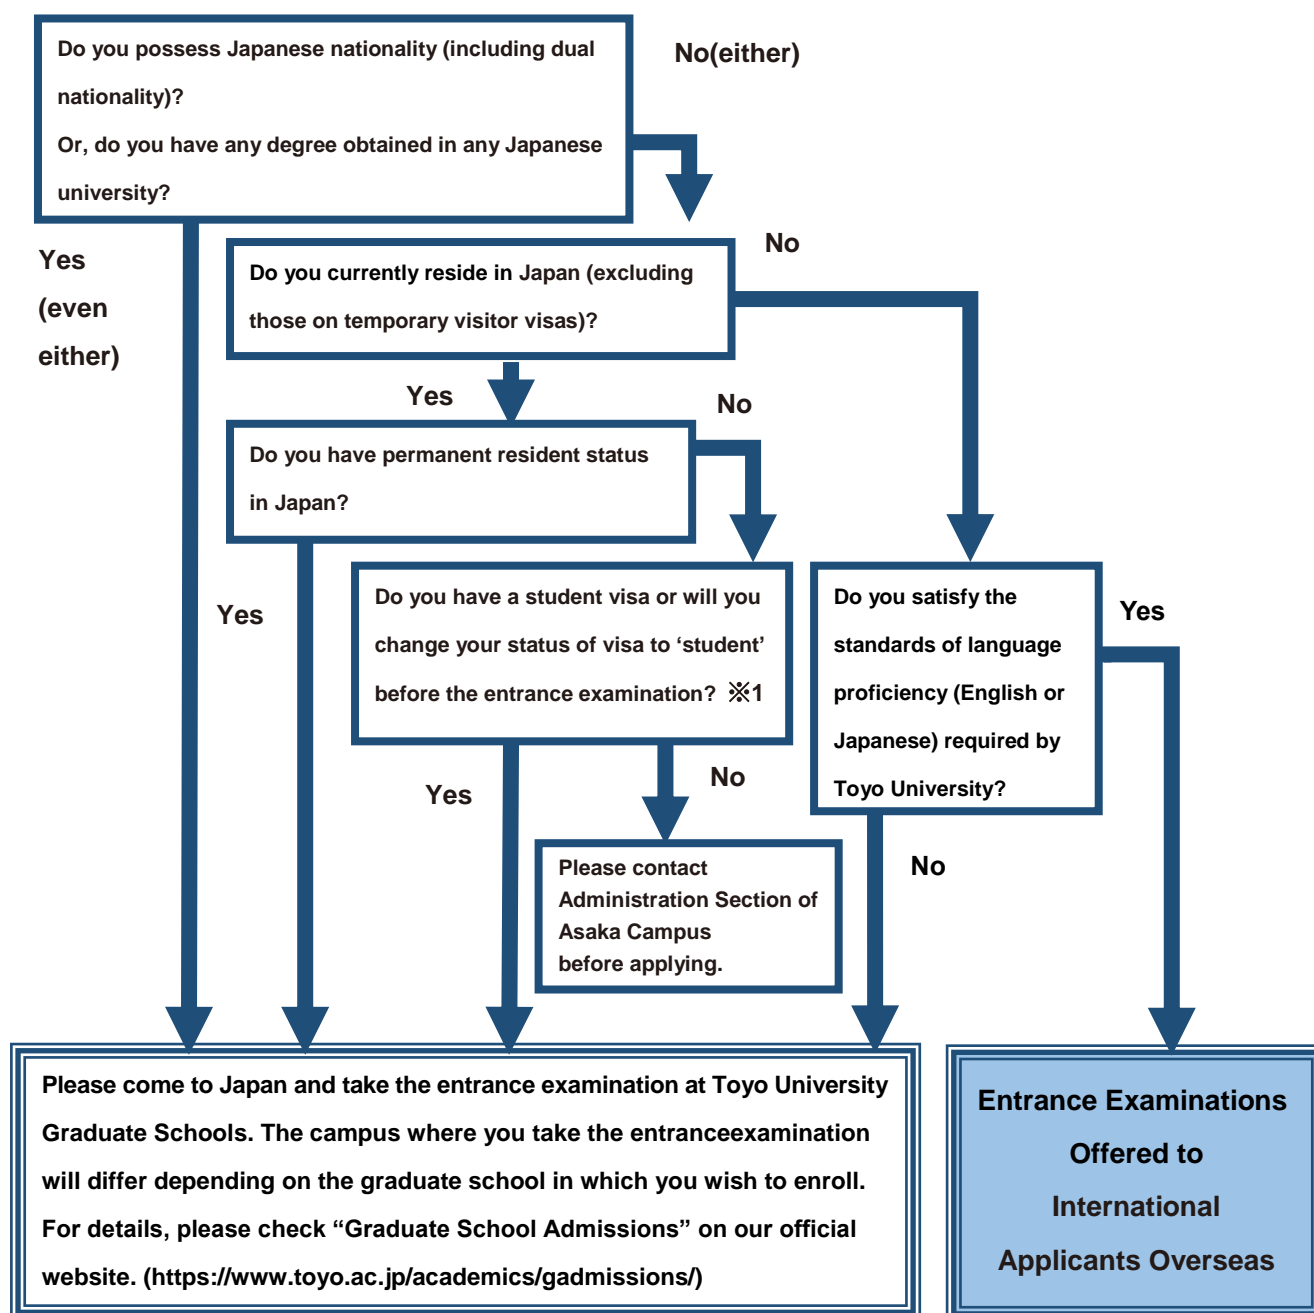 Do you possess Japanese nationality (including dual
nationality)?
Or, do you have any degree obtained in any Japanese
university?
No(either)
Yes
(even
either)
Do you currently reside in Japan (excluding
those on temporary visitor visas)?
No
Yes
Do you have permanent resident status
in Japan?
No
Yes
Do you have a student visa or will you
change your status of visa to ‘student’
before the entrance examination? ※1
Do you satisfy the
standards of language
proficiency (English or
Japanese) required by
Toyo University?
Yes
Yes
No
Please contact
Administration Section of
Asaka Campus
before applying.
No
Please come to Japan and take the entrance examination at Toyo University
Graduate Schools. The campus where you take the entranceexamination
will differ depending on the graduate school in which you wish to enroll.
For details, please check “Graduate School Admissions” on our official
website. (https://www.toyo.ac.jp/academics/gadmissions/)
Entrance Examinations
Offered to
International
Applicants Overseas